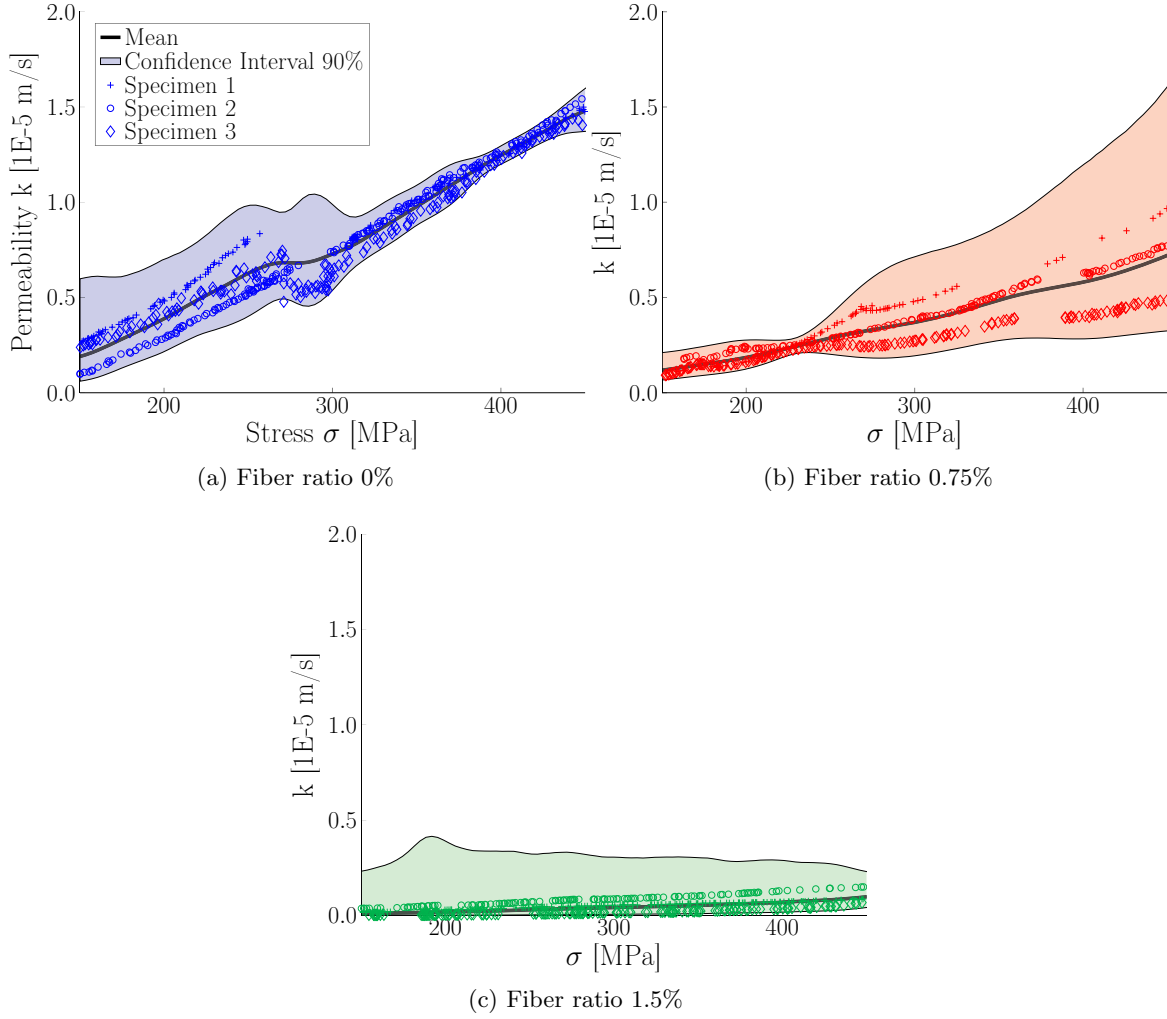 2.0
1.5
1.0
0.5
0.0
Permeability k [1E-5 m/s]
Mean
Confidence Interval 90%
Specimen 1
Specimen 2
Specimen 3
200
300
400
Stress σ [MPa]
(a) Fiber ratio 0%
2.0
1.5
1.0
0.5
0.0
k [1E-5 m/s]
200
300
400
σ [MPa]
(b) Fiber ratio 0.75%
2.0
1.5
1.0
0.5
0.0
k [1E-5 m/s]
200
300
400
σ [MPa]
(c) Fiber ratio 1.5%